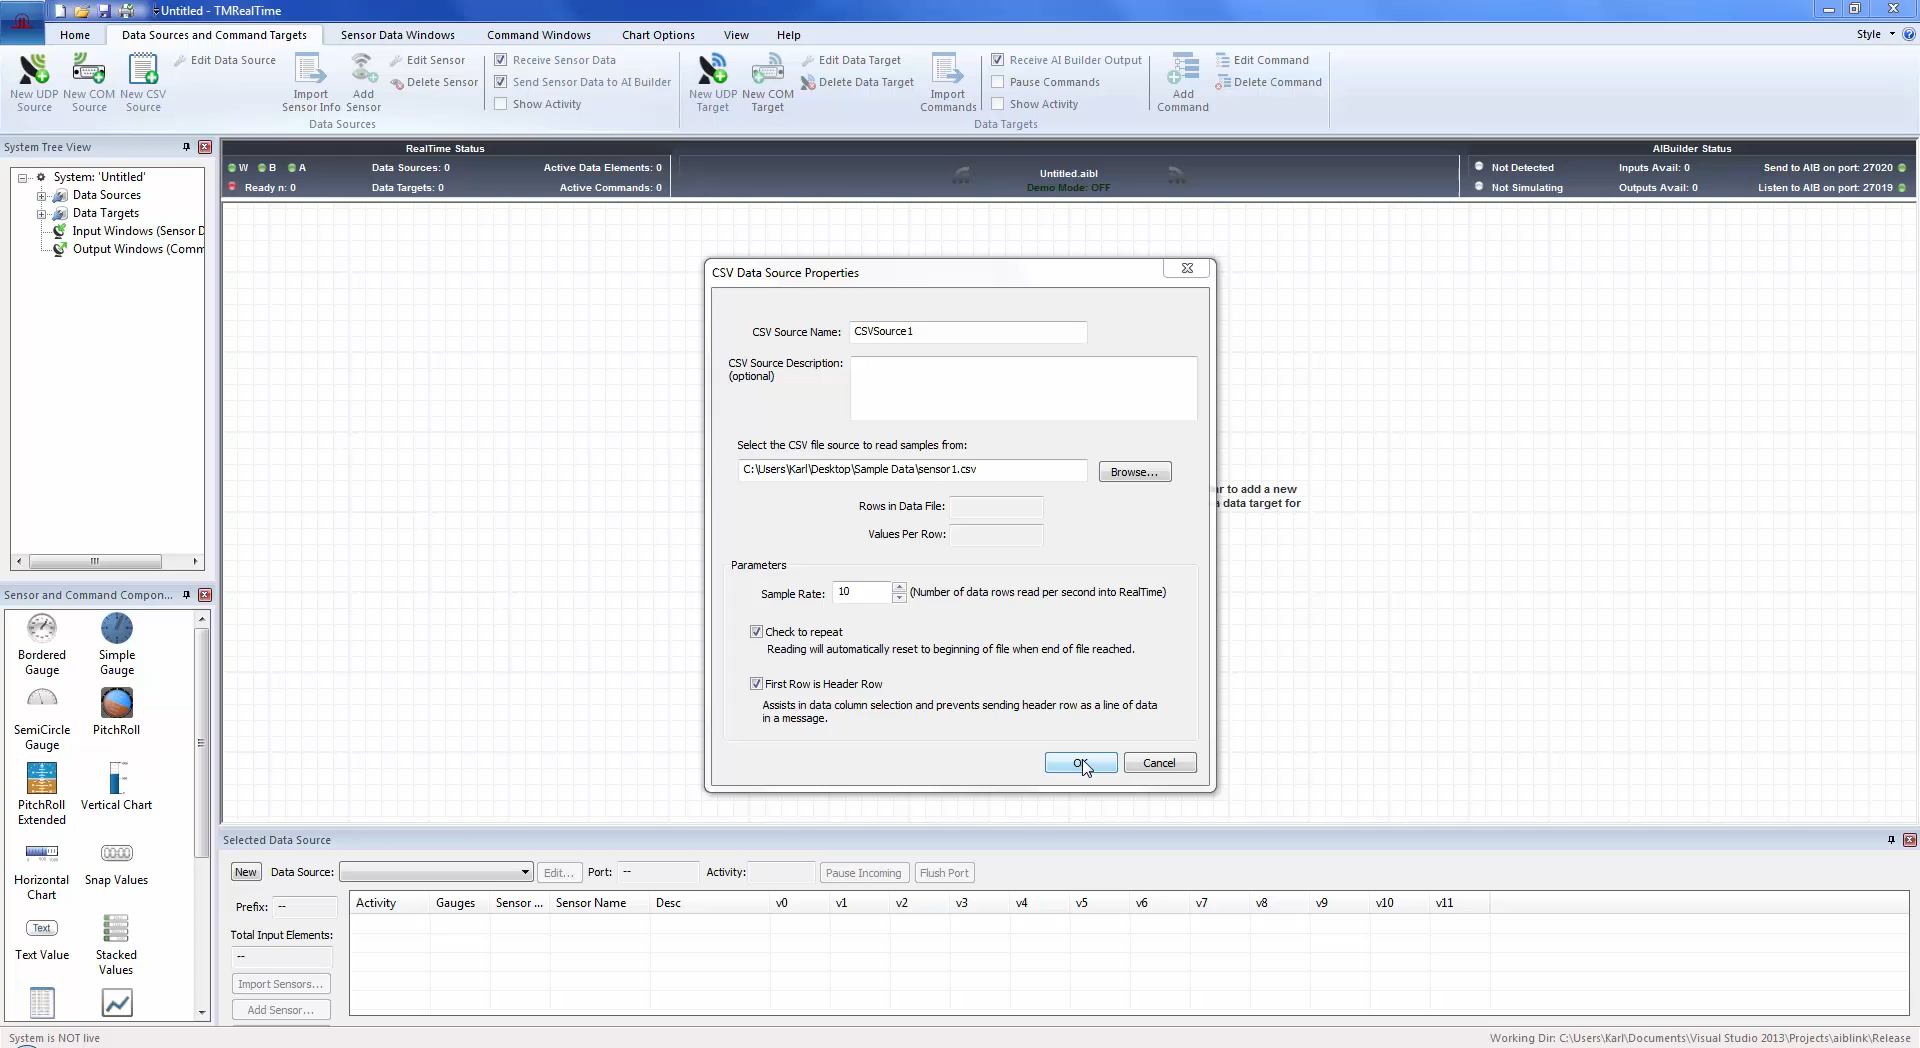 Untitled - TMRealTime
Home
Data Sources and Command Targets
Sensor Data Windows
Command Windows
Chart Options
View
Help
Style
New UDP
Source
New COM
Source
New CSV
Source
Edit Data Source
Import
Sensor Info
Add
Sensor
Edit Sensor
Delete Sensor
Receive Sensor Data
Send Sensor Data to AI Builder
Show Activity
Data Sources
New UDP
Target
New COM
Target
Edit Data Target
Delete Data Target
Import
Commands
Receive AI Builder Output
Pause Commands
Show Activity
Add
Command
Edit Command
Delete Command
Data Targets
System Tree View
System: 'Untitled'
Data Sources
Data Targets
Input Windows (Sensor D
Output Windows (Comm
RealTime Status
W B A Data Sources: 0 Active Data Elements: 0
Ready n: 0 Data Targets: 0 Active Commands: 0
Untitled.aibl
Demo Mode: OFF
AIBuilder Status
Not Detected Inputs Avail: 0 Send to AIB on port: 27020
Not Simulating Outputs Avail: 0 Listen to AIB on port: 27019
CSV Data Source Properties
CSV Source Name: CSVSource1
CSV Source Description:
(optional)
Select the CSV file source to read samples from:
C:\Users\Karl\Desktop\Sample Data\sensor1.csv
Browse...
Rows in Data File:
Values Per Row:
Parameters
Sample Rate: 10 (Number of data rows read per second into RealTime)
Check to repeat
Reading will automatically reset to beginning of file when end of file reached.
First Row is Header Row
Assists in data column selection and prevents sending header row as a line of data
in a message.
OK Cancel
to add a new
data target for
Sensor and Command Compon...
Bordered
Gauge
Simple
Gauge
SemiCircle
Gauge
PitchRoll
PitchRoll
Extended
Vertical Chart
Horizontal
Chart
Snap Values
Text
Text Value
Stacked
Values
Selected Data Source
New Data Source: Edit... Port: -- Activity: Pause Incoming Flush Port
Prefix: --
Total Input Elements:
--
Import Sensors...
Add Sensor...
Activity Gauges Sensor ... Sensor Name Desc v0 v1 v2 v3 v4 v5 v6 v7 v8 v9 v10 v11
System is NOT live
Working Dir: C:\Users\Karl\Documents\Visual Studio 2013\Projects\aiblink\Release